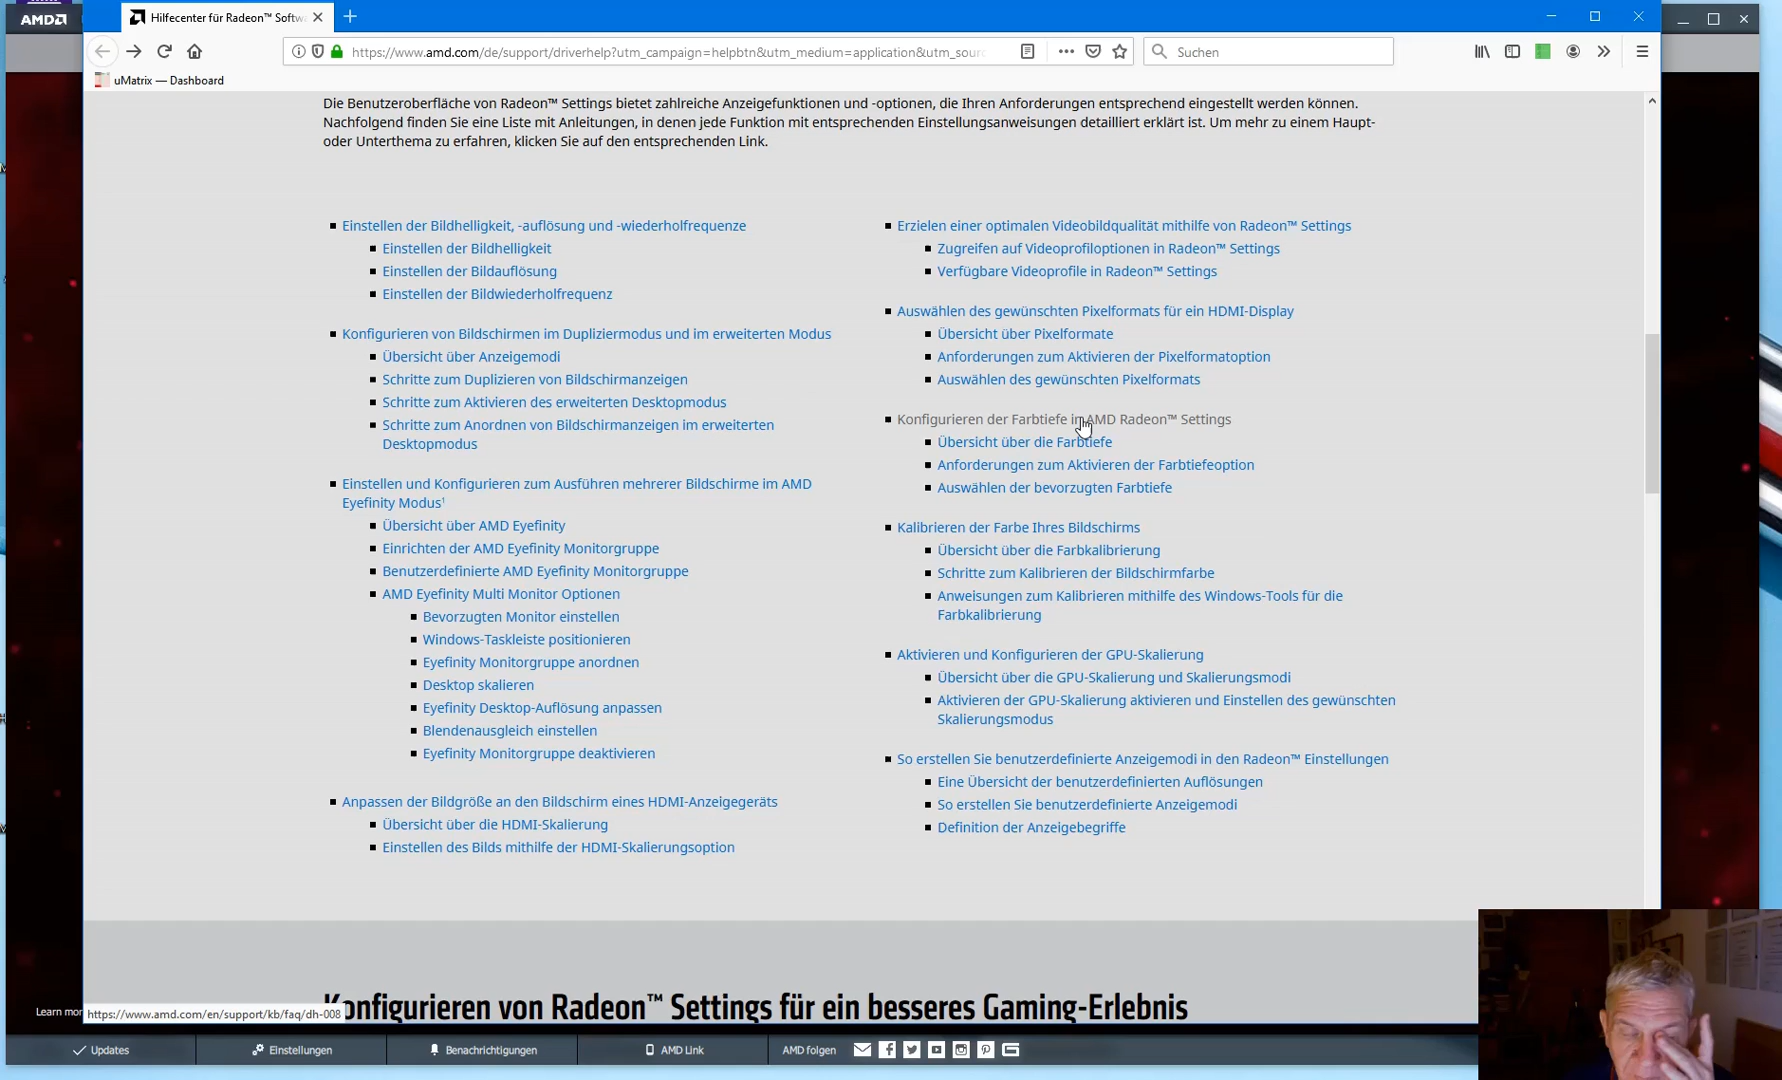 AMD
Hilfecenter für Radeon™ Softw
https://www.amd.com/de/support/driverhelp?utm_campaign=helpbtn&utm_medium=application&utm_sour
Suchen
uMatrix — Dashboard
Die Benutzeroberfläche von Radeon™ Settings bietet zahlreiche Anzeigefunktionen und -optionen, die Ihren Anforderungen entsprechend eingestellt werden können.
Nachfolgend finden Sie eine Liste mit Anleitungen, in denen jede Funktion mit entsprechenden Einstellungsanweisungen detailliert erklärt ist. Um mehr zu einem Haupt-
oder Unterthema zu erfahren, klicken Sie auf den entsprechenden Link.
Einstellen der Bildhelligkeit, -auflösung und -wiederholfrequenze
Einstellen der Bildhelligkeit
Einstellen der Bildauflösung
Einstellen der Bildwiederholfrequenz
Konfigurieren von Bildschirmen im Dupliziermodus und im erweiterten Modus
Übersicht über Anzeigemodi
Schritte zum Duplizieren von Bildschirmanzeigen
Schritte zum Aktivieren des erweiterten Desktopmodus
Schritte zum Anordnen von Bildschirmanzeigen im erweiterten
Desktopmodus
Einstellen und Konfigurieren zum Ausführen mehrerer Bildschirme im AMD
Eyefinity Modus¹
Übersicht über AMD Eyefinity
Einrichten der AMD Eyefinity Monitorgruppe
Benutzerdefinierte AMD Eyefinity Monitorgruppe
AMD Eyefinity Multi Monitor Optionen
Bevorzugten Monitor einstellen
Windows-Taskleiste positionieren
Eyefinity Monitorgruppe anordnen
Desktop skalieren
Eyefinity Desktop-Auflösung anpassen
Blendenausgleich einstellen
Eyefinity Monitorgruppe deaktivieren
Anpassen der Bildgröße an den Bildschirm eines HDMI-Anzeigegeräts
Übersicht über die HDMI-Skalierung
Einstellen des Bilds mithilfe der HDMI-Skalierungsoption
Erzielen einer optimalen Videobildqualität mithilfe von Radeon™ Settings
Zugreifen auf Videoprofiloptionen in Radeon™ Settings
Verfügbare Videoprofile in Radeon™ Settings
Auswählen des gewünschten Pixelformats für ein HDMI-Display
Übersicht über Pixelformate
Anforderungen zum Aktivieren der Pixelformatoption
Auswählen des gewünschten Pixelformats
Konfigurieren der Farbtiefe in AMD Radeon™ Settings
Übersicht über die Farbtiefe
Anforderungen zum Aktivieren der Farbtiefeoption
Auswählen der bevorzugten Farbtiefe
Kalibrieren der Farbe Ihres Bildschirms
Übersicht über die Farbkalibrierung
Schritte zum Kalibrieren der Bildschirmfarbe
Anweisungen zum Kalibrieren mithilfe des Windows-Tools für die
Farbkalibrierung
Aktivieren und Konfigurieren der GPU-Skalierung
Übersicht über die GPU-Skalierung und Skalierungsmodi
Aktivieren der GPU-Skalierung aktivieren und Einstellen des gewünschten
Skalierungsmodus
So erstellen Sie benutzerdefinierte Anzeigemodi in den Radeon™ Einstellungen
Eine Übersicht der benutzerdefinierten Auflösungen
So erstellen Sie benutzerdefinierte Anzeigemodi
Definition der Anzeigebegriffe
Konfigurieren von Radeon™ Settings für ein besseres Gaming-Erlebnis
Learn mor
https://www.amd.com/en/support/kb/faq/dh-008
Updates
Einstellungen
Benachrichtigungen
AMD Link
AMD folgen